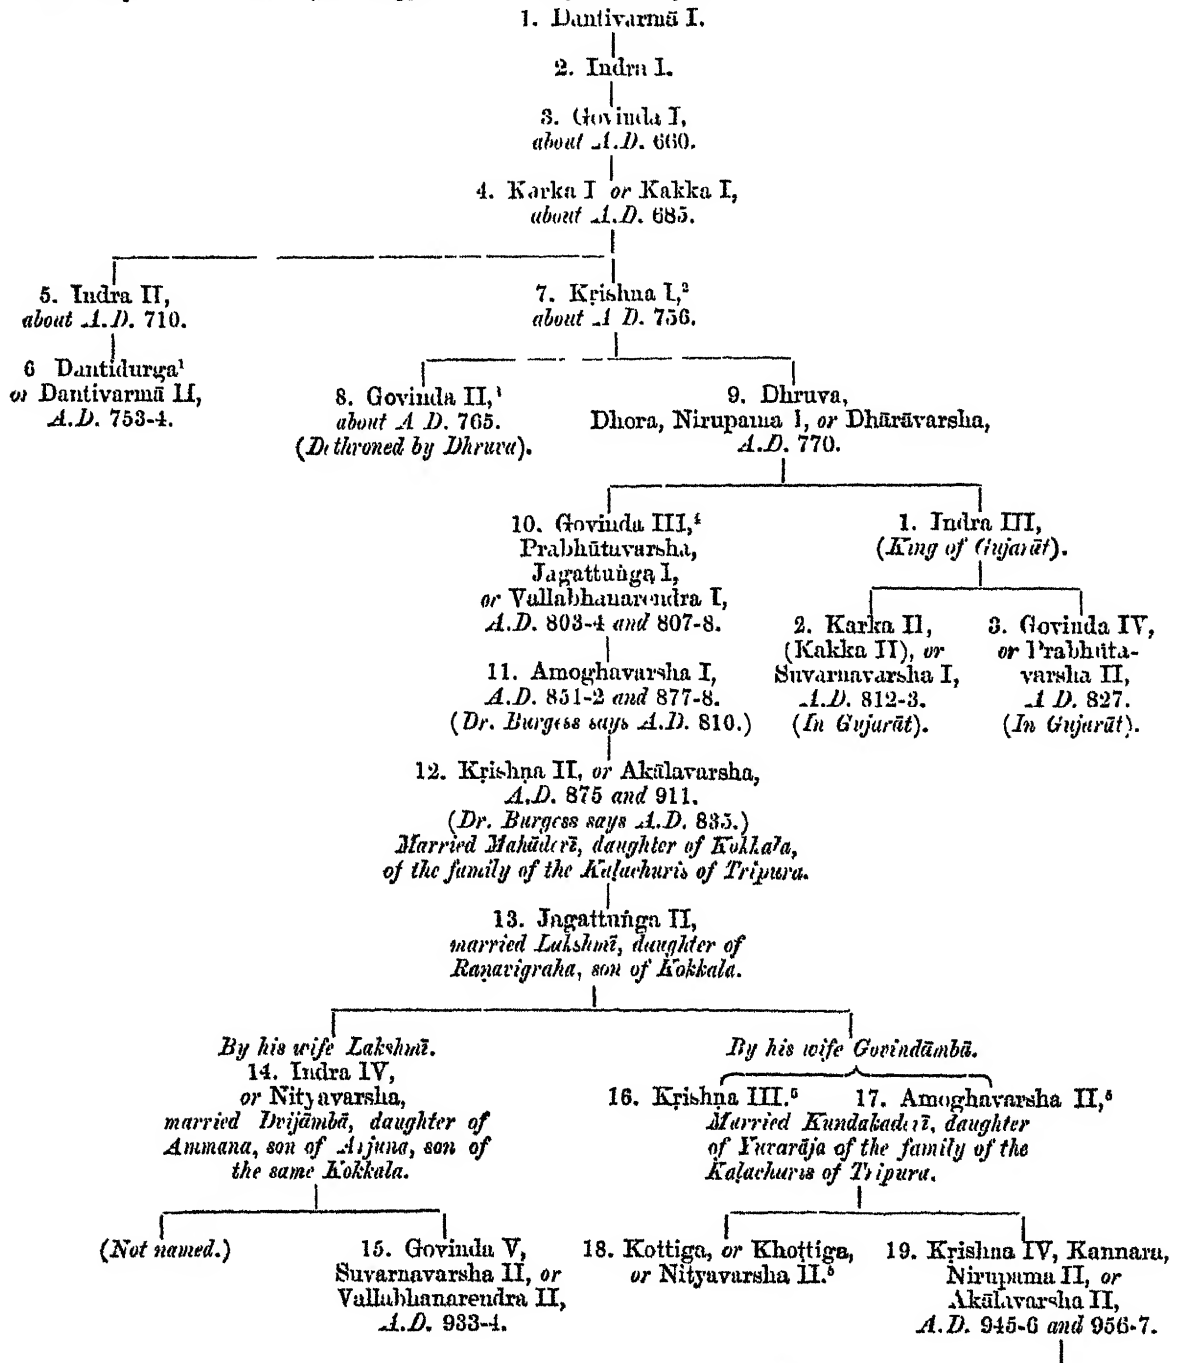 1. Dantivarmā I.
2. Indra I.
3. Govinda I,
about A.D. 660.
4. Karka I or Kakka I,
about A.D. 685.
5. Indra II,
about A.D. 710.
6 Dantidurga¹
or Dantivarmā II,
A.D. 753-4.
7. Kṛishṇa I,²
about A D. 756.
8. Govinda II,³
about A D. 765.
(Dethroned by Dhruva).
9. Dhruva,
Dhora, Nirupama I, or Dhārāvarsha,
A.D. 770.
10. Govinda III,⁴
Prabhūtavarsha,
Jagattuṅga I,
or Vallabhanarendra I,
A.D. 803-4 and 807-8.
1. Indra III,
(King of Gujarāt).
2. Karka II,
(Kakka II), or
Suvarnavarsha I,
A.D. 812-3.
(In Gujarāt).
3. Govinda IV,
or Prabhūta-
varsha II,
A D. 827.
(In Gujarāt).
11. Amoghavarsha I,
A.D. 851-2 and 877-8.
(Dr. Burgess says A.D. 810.)
12. Kṛishṇa II, or Akālavarsha,
A.D. 875 and 911.
(Dr. Burgess says A.D. 835.)
Married Mahādevī, daughter of Kokkala,
of the family of the Kaḷachuris of Tripura.
13. Jagattuṅga II,
married Lakshmī, daughter of
Raṇavigraha, son of Kokkala.
By his wife Lakshmī.
14. Indra IV,
or Nityavarsha,
married Dvijāmbā, daughter of
Ammana, son of Arjuna, son of
the same Kokkala.
By his wife Govindāmbā.
16. Kṛishṇa III.⁵ 17. Amoghavarsha II,⁵
Married Kundakadevī, daughter
of Yuvarāja of the family of the
Kaḷachuris of Tripura.
(Not named.)
15. Govinda V,
Suvarnavarsha II, or
Vallabhanarendra II,
A.D. 933-4.
18. Kottiga, or Khoṭṭiga,
or Nityavarsha II.⁵
19. Kṛishṇa IV, Kannara,
Nirupama II, or
Akālavarsha II,
A.D. 945-6 and 956-7.